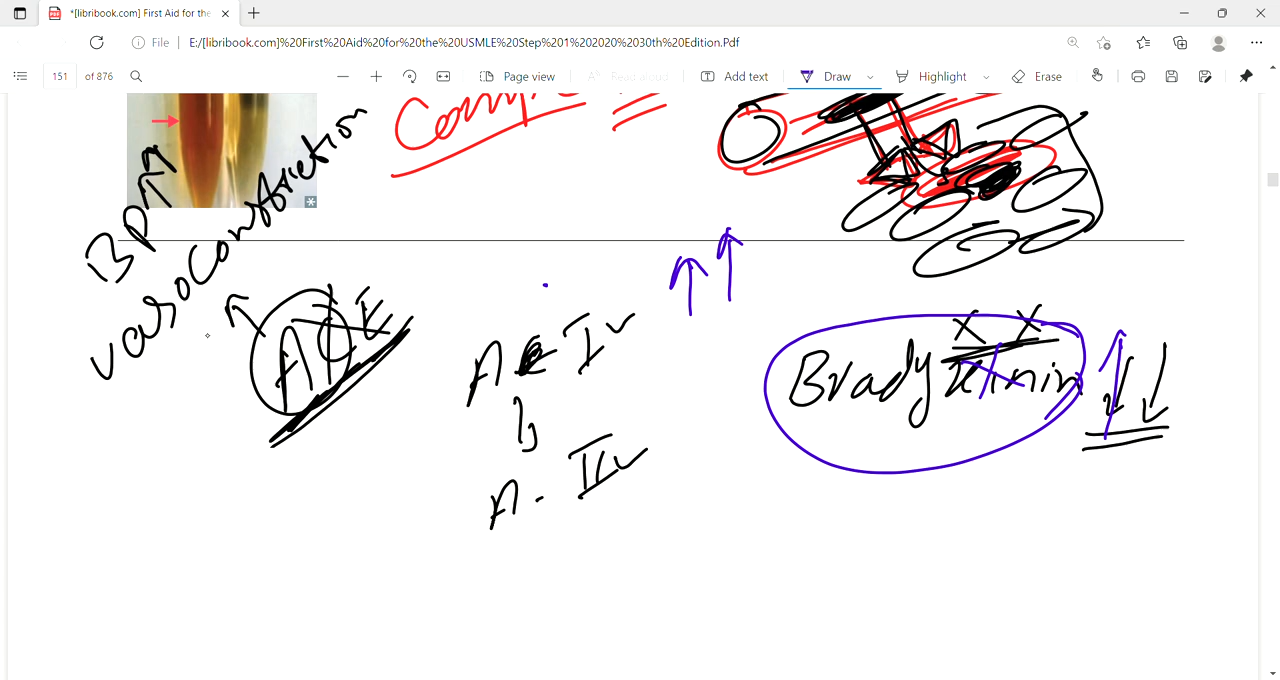 *[libribook.com] First Aid for the
File
E:/[libribook.com]%20First%20Aid%20for%20the%20USMLE%20Step%201%202020%2030th%20Edition.Pdf
151 of 876
Page view
Read aloud
Add text
Draw
Highlight
Erase
BP
vasoconstriction
ACE
A I
A- II
Bradykinin